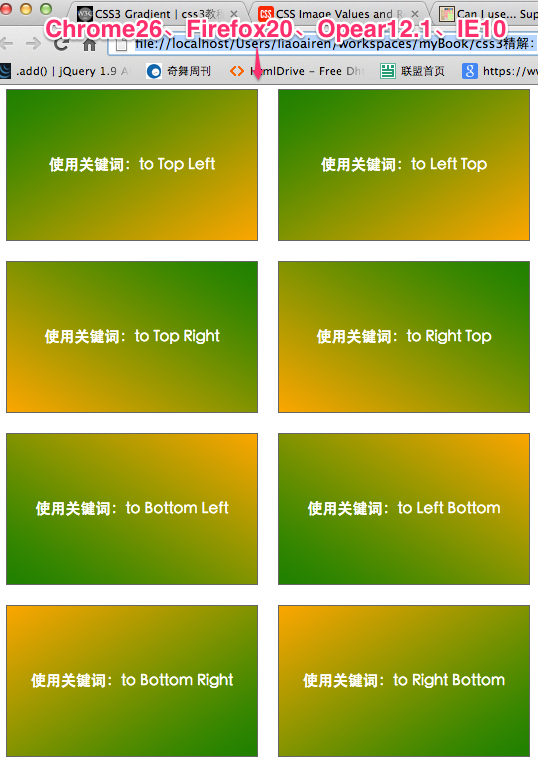 CSS3 Gradient | css3教程
CSS Image Values and R
Can I use... Sup
Chrome26、Firefox20、Opear12.1、IE10
file://localhost/Users/liaoairen/workspaces/myBook/css3精解:
.add() | jQuery 1.9 A
奇舞周刊
HtmlDrive - Free Dh
联盟首页
https://ww
使用关键词：to Top Left
使用关键词：to Left Top
使用关键词：to Top Right
使用关键词：to Right Top
使用关键词：to Bottom Left
使用关键词：to Left Bottom
使用关键词：to Bottom Right
使用关键词：to Right Bottom